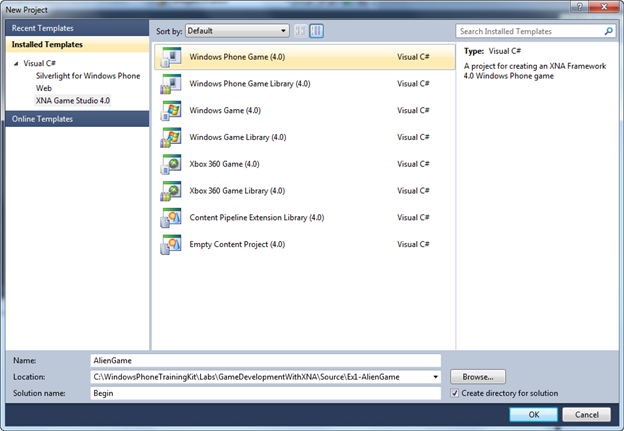 New Project
Recent Templates
Installed Templates
Visual C#
Silverlight for Windows Phone
Web
XNA Game Studio 4.0
Online Templates
Sort by: Default
Search Installed Templates
Windows Phone Game (4.0) Visual C#
Windows Phone Game Library (4.0) Visual C#
Windows Game (4.0) Visual C#
Windows Game Library (4.0) Visual C#
Xbox 360 Game (4.0) Visual C#
Xbox 360 Game Library (4.0) Visual C#
Content Pipeline Extension Library (4.0) Visual C#
Empty Content Project (4.0) Visual C#
Type: Visual C#
A project for creating an XNA Framework
4.0 Windows Phone game
Name: AlienGame
Location: C:\WindowsPhoneTrainingKit\Labs\GameDevelopmentWithXNA\Source\Ex1-AlienGame Browse...
Solution name: Begin Create directory for solution
OK Cancel